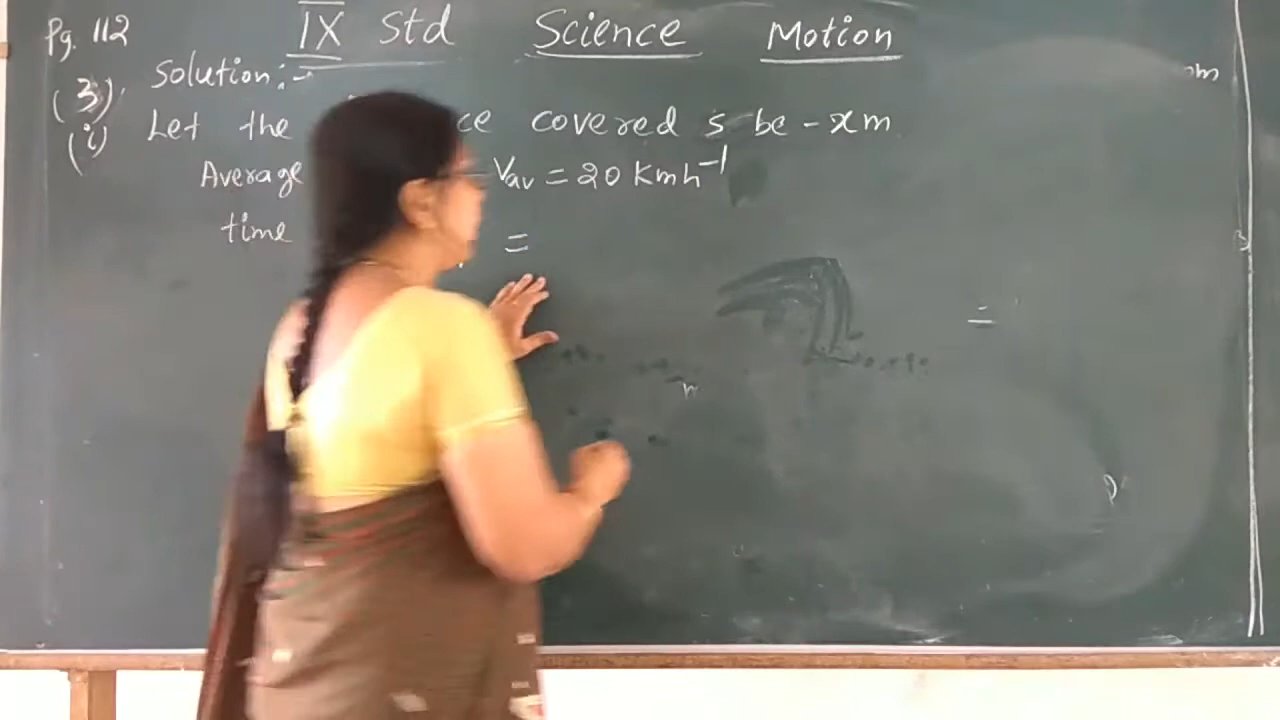 Pg. 112
IX Std Science Motion
Solution:-
(3)
(i) Let the ce covered s be - x m
Average Vav = 20 Kmh⁻¹
time =
=